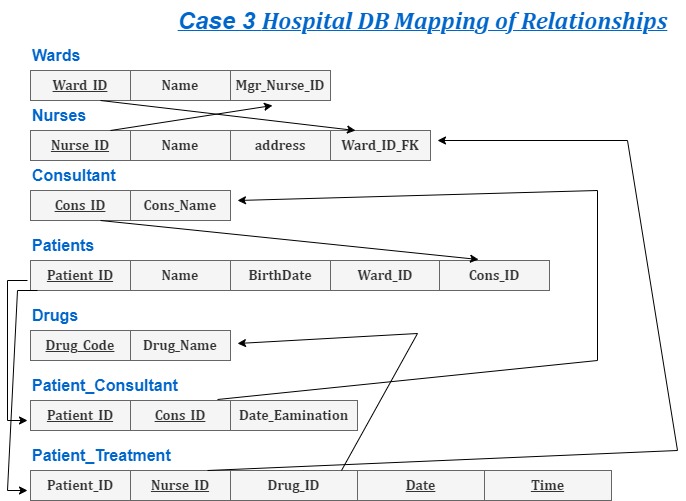 Case 3 Hospital DB Mapping of Relationships
Wards
Ward_ID Name Mgr_Nurse_ID
Nurses
Nurse_ID Name address Ward_ID_FK
Consultant
Cons_ID Cons_Name
Patients
Patient_ID Name BirthDate Ward_ID Cons_ID
Drugs
Drug_Code Drug_Name
Patient_Consultant
Patient_ID Cons_ID Date_Eamination
Patient_Treatment
Patient_ID Nurse_ID Drug_ID Date Time